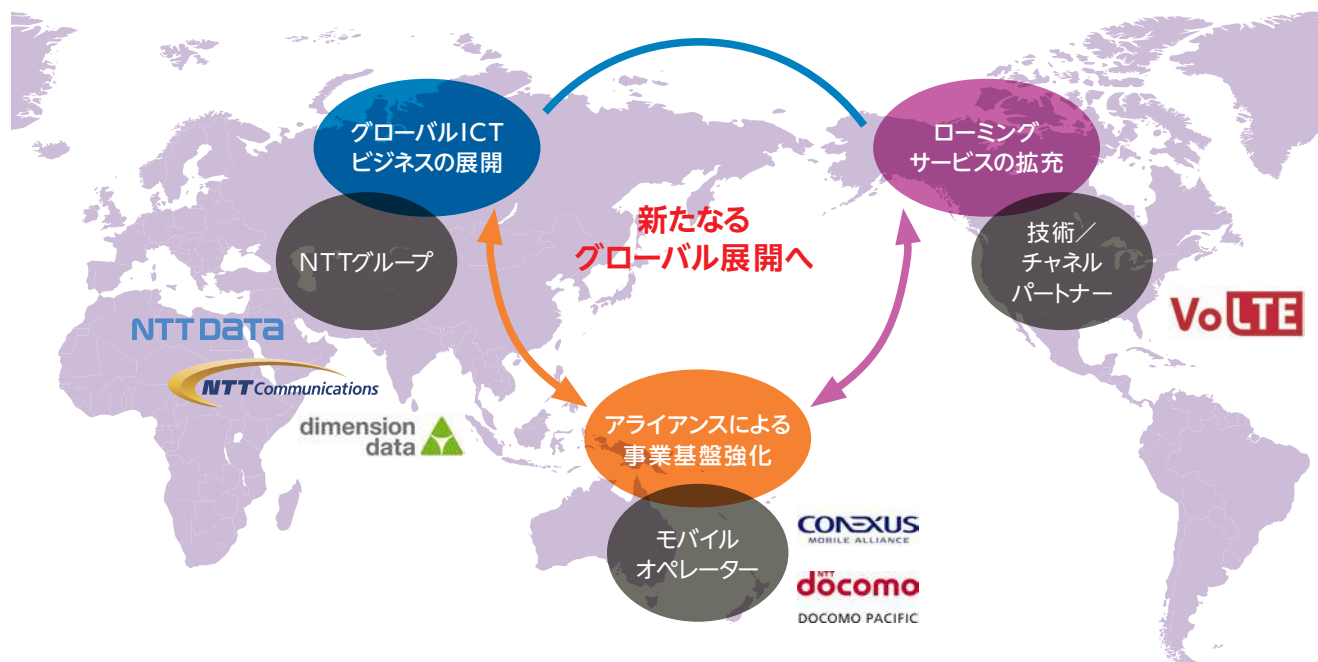 グローバルICT
ビジネスの展開
NTTグループ
NTT DATA
NTT Communications
dimension
data
新たなる
グローバル展開へ
ローミング
サービスの拡充
技術／
チャネル
パートナー
VoLTE
アライアンスによる
事業基盤強化
モバイル
オペレーター
CONEXUS
MOBILE ALLIANCE
NTT
döcomo
DOCOMO PACIFIC